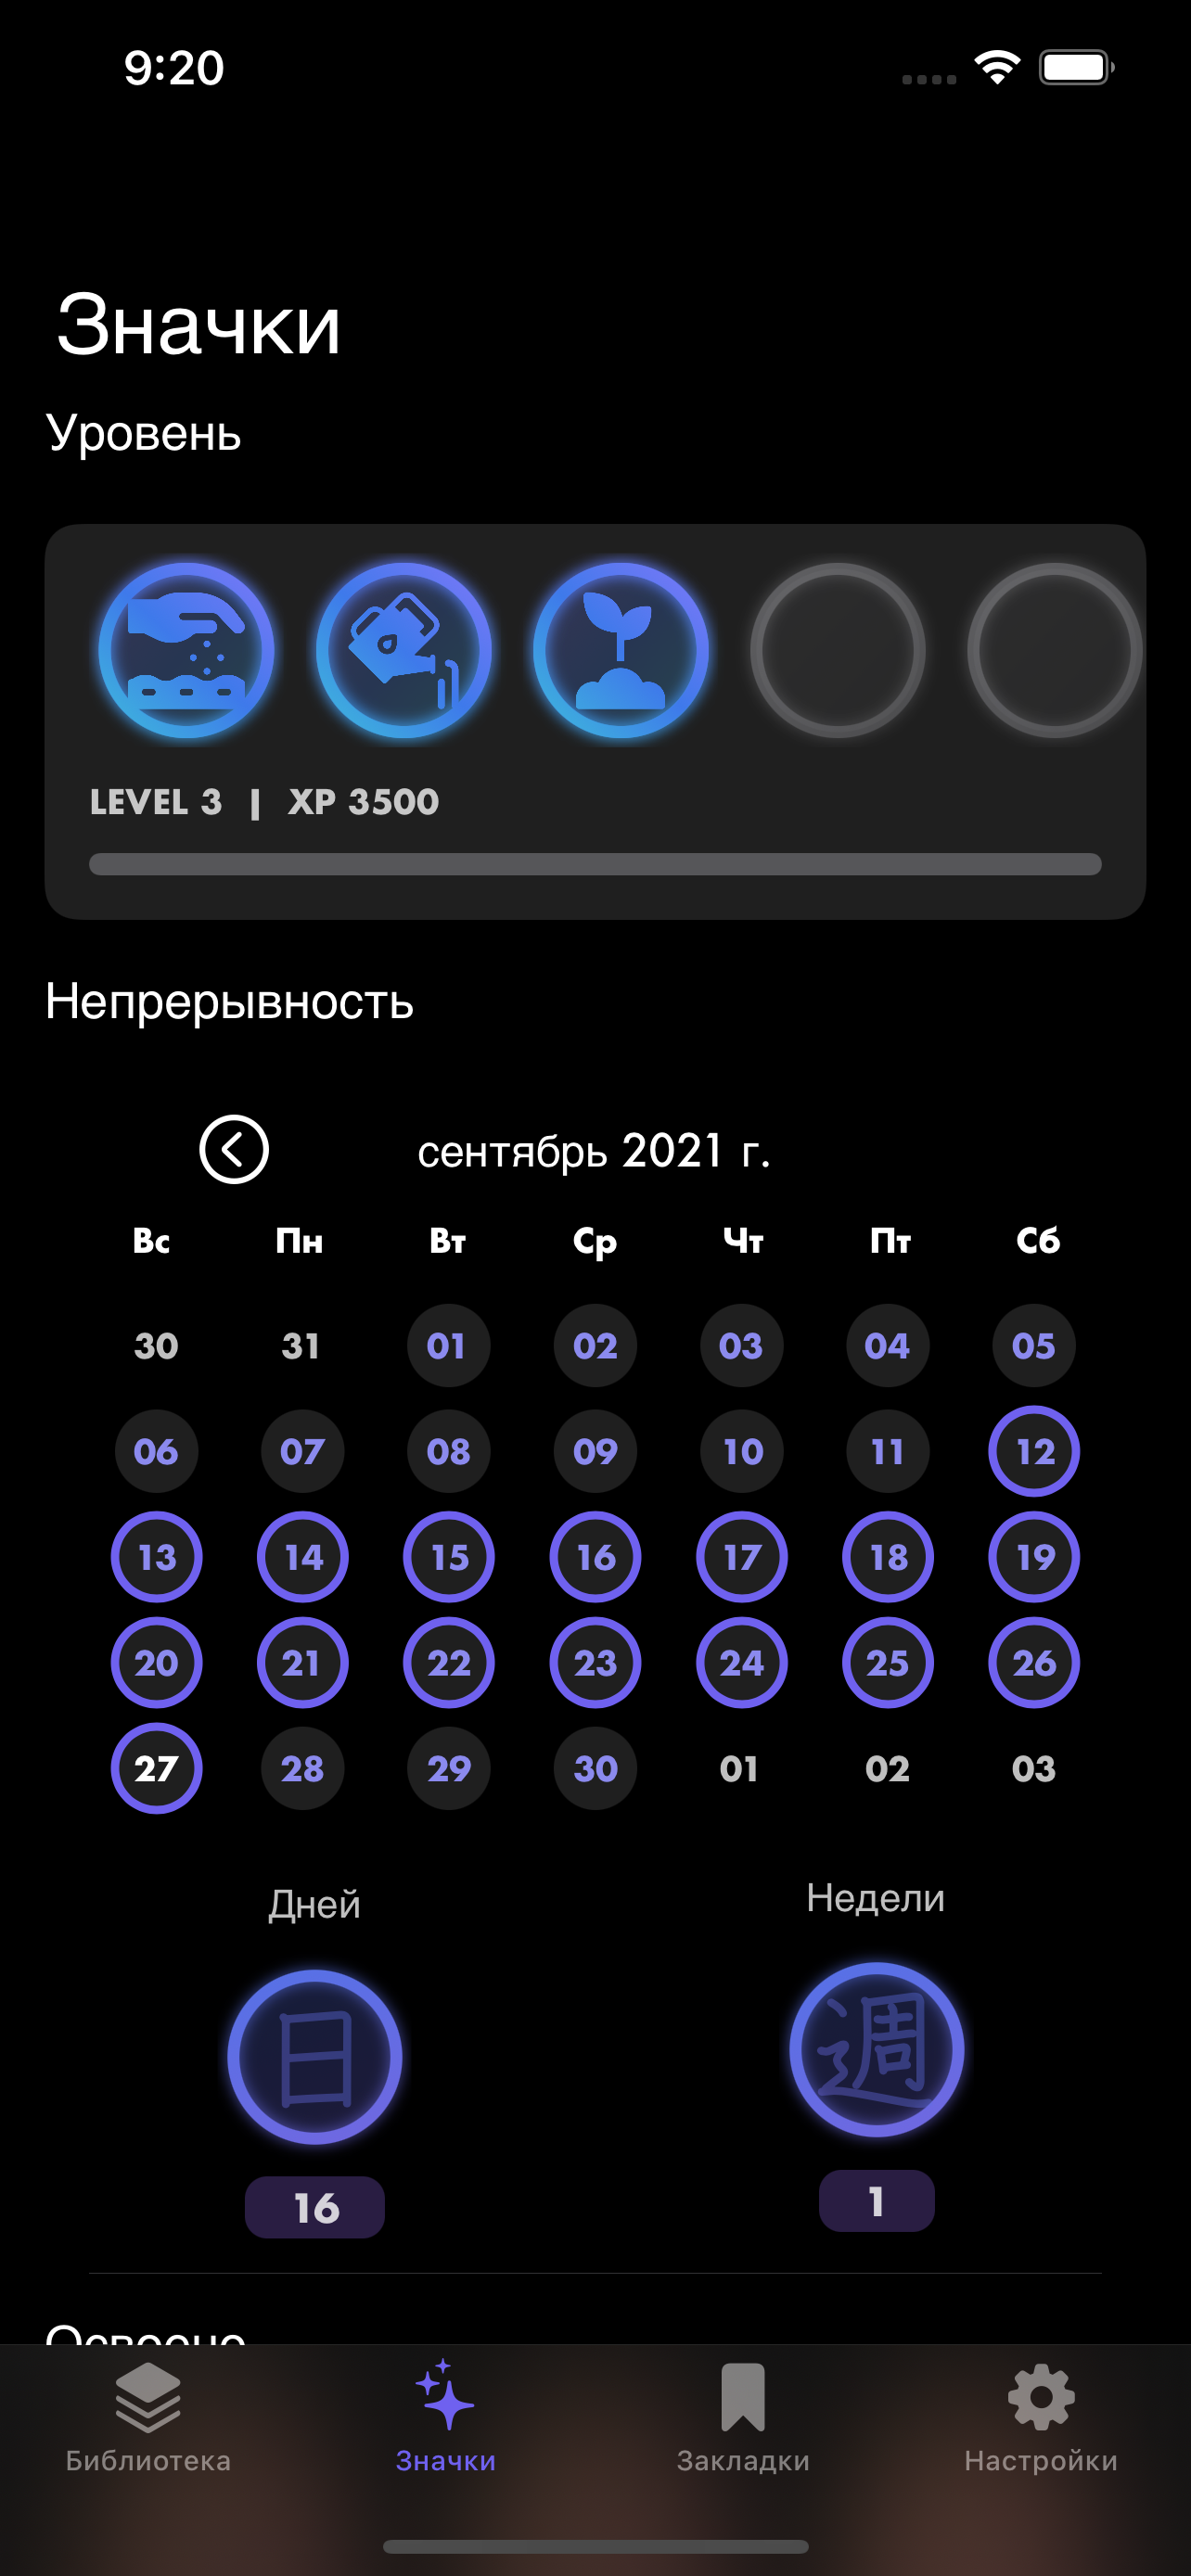 9:20
Значки
Уровень
LEVEL 3 | XP 3500
Непрерывность
сентябрь 2021 г.
Вс Пн Вт Ср Чт Пт Сб
30 31 01 02 03 04 05
06 07 08 09 10 11 12
13 14 15 16 17 18 19
20 21 22 23 24 25 26
27 28 29 30 01 02 03
Дней Недели
日 週
16 1
Освоено
Библиотека Значки Закладки Настройки